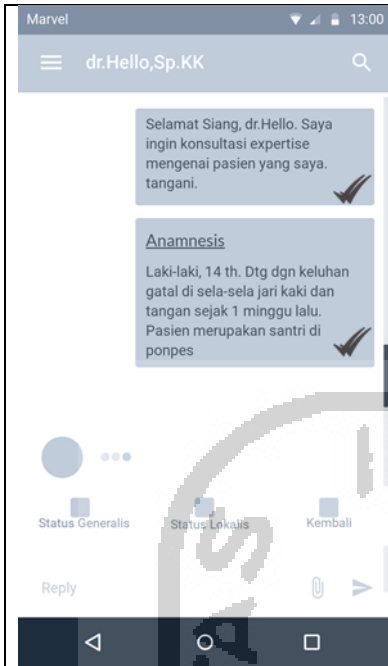 Marvel 13:00
dr.Hello,Sp.KK
Selamat Siang, dr.Hello. Saya
ingin konsultasi expertise
mengenai pasien yang saya.
tangani.
Anamnesis
Laki-laki, 14 th. Dtg dgn keluhan
gatal di sela-sela jari kaki dan
tangan sejak 1 minggu lalu.
Pasien merupakan santri di
ponpes
Status Generalis Status Lokalis Kembali
Reply
AS